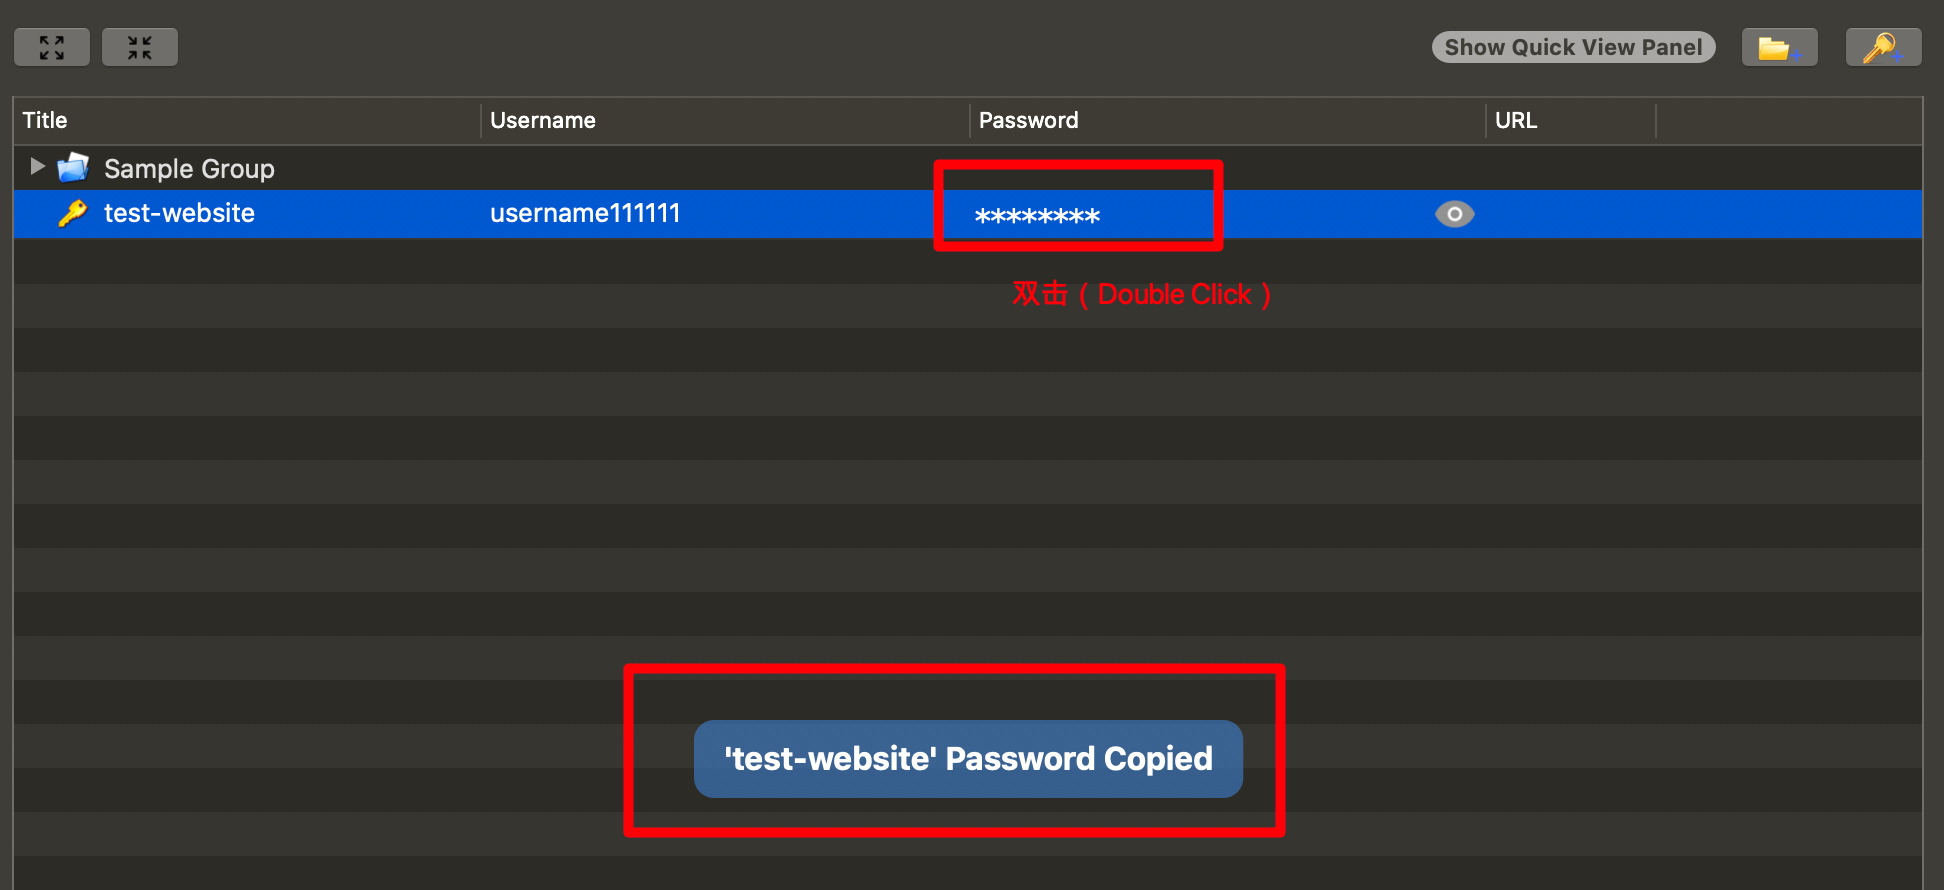 Show Quick View Panel
Title Username Password URL
Sample Group
test-website username111111 ********
双击（Double Click）
'test-website' Password Copied